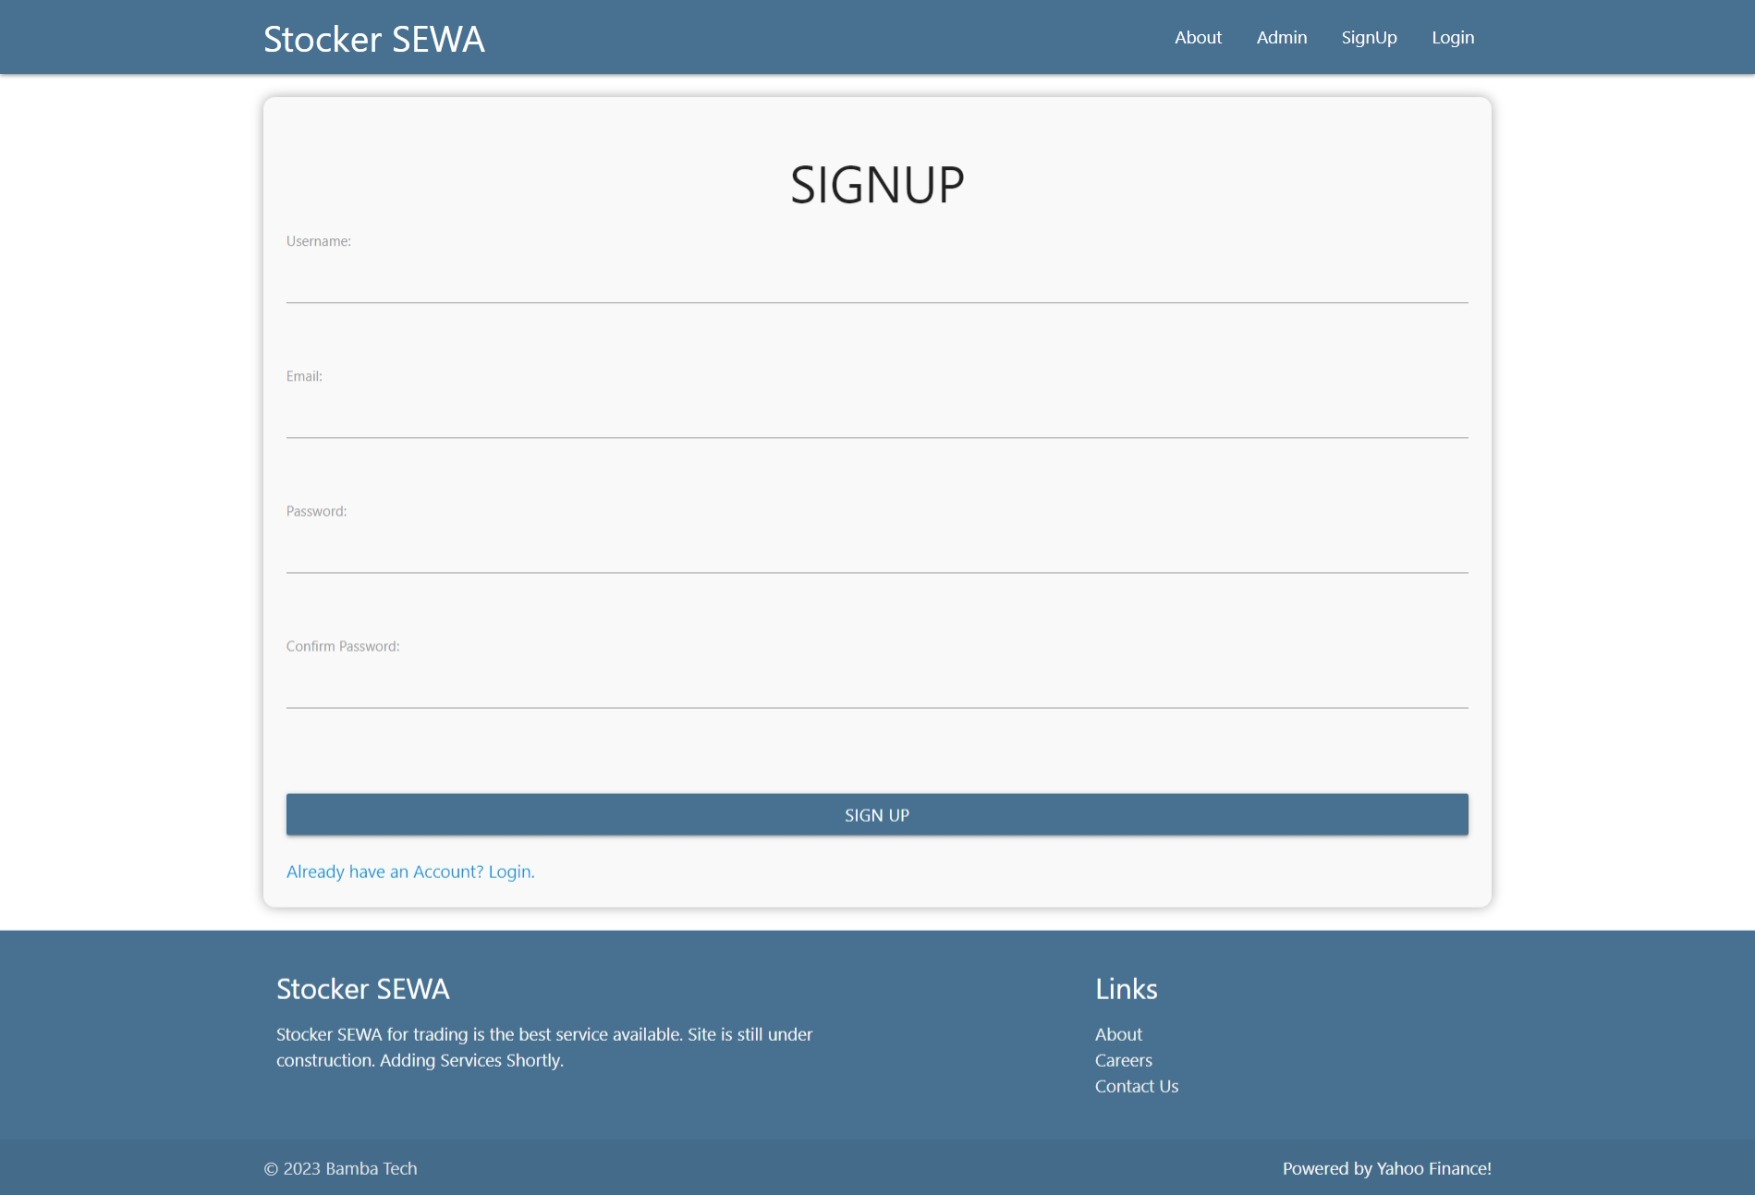 Stocker SEWA
About
Admin
SignUp
Login
SIGNUP
Username:
Email:
Password:
Confirm Password:
SIGN UP
Already have an Account? Login.
Stocker SEWA
Stocker SEWA for trading is the best service available. Site is still under
construction. Adding Services Shortly.
Links
About
Careers
Contact Us
© 2023 Bamba Tech
Powered by Yahoo Finance!